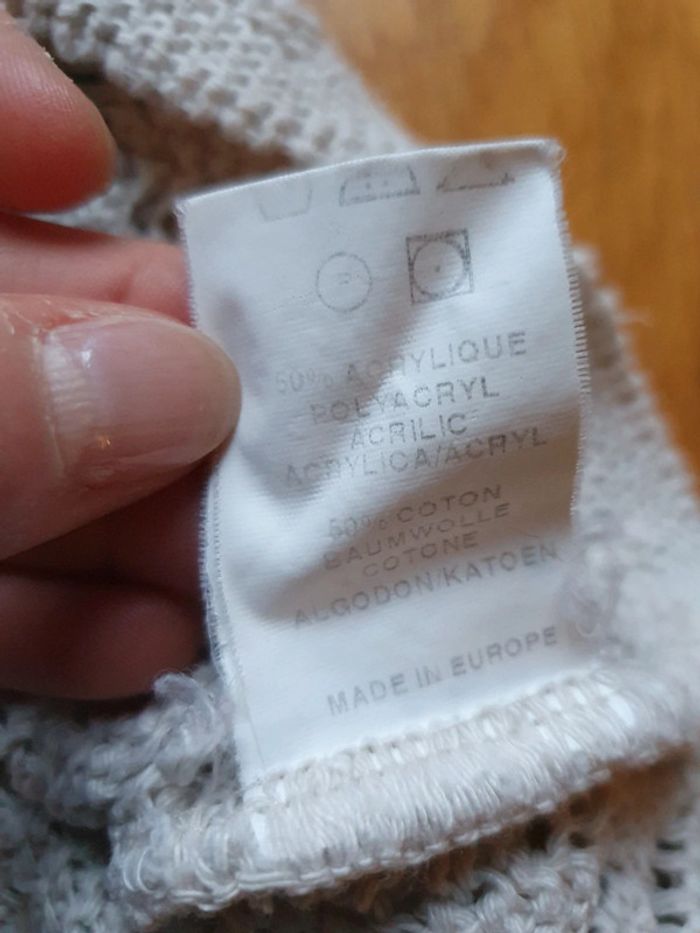 50% ACRYLIQUE
POLYACRYL
ACRILIC
ACRYLICA/ACRYL
50% COTON
BAUMWOLLE
COTONE
ALGODON/KATOEN
MADE IN EUROPE